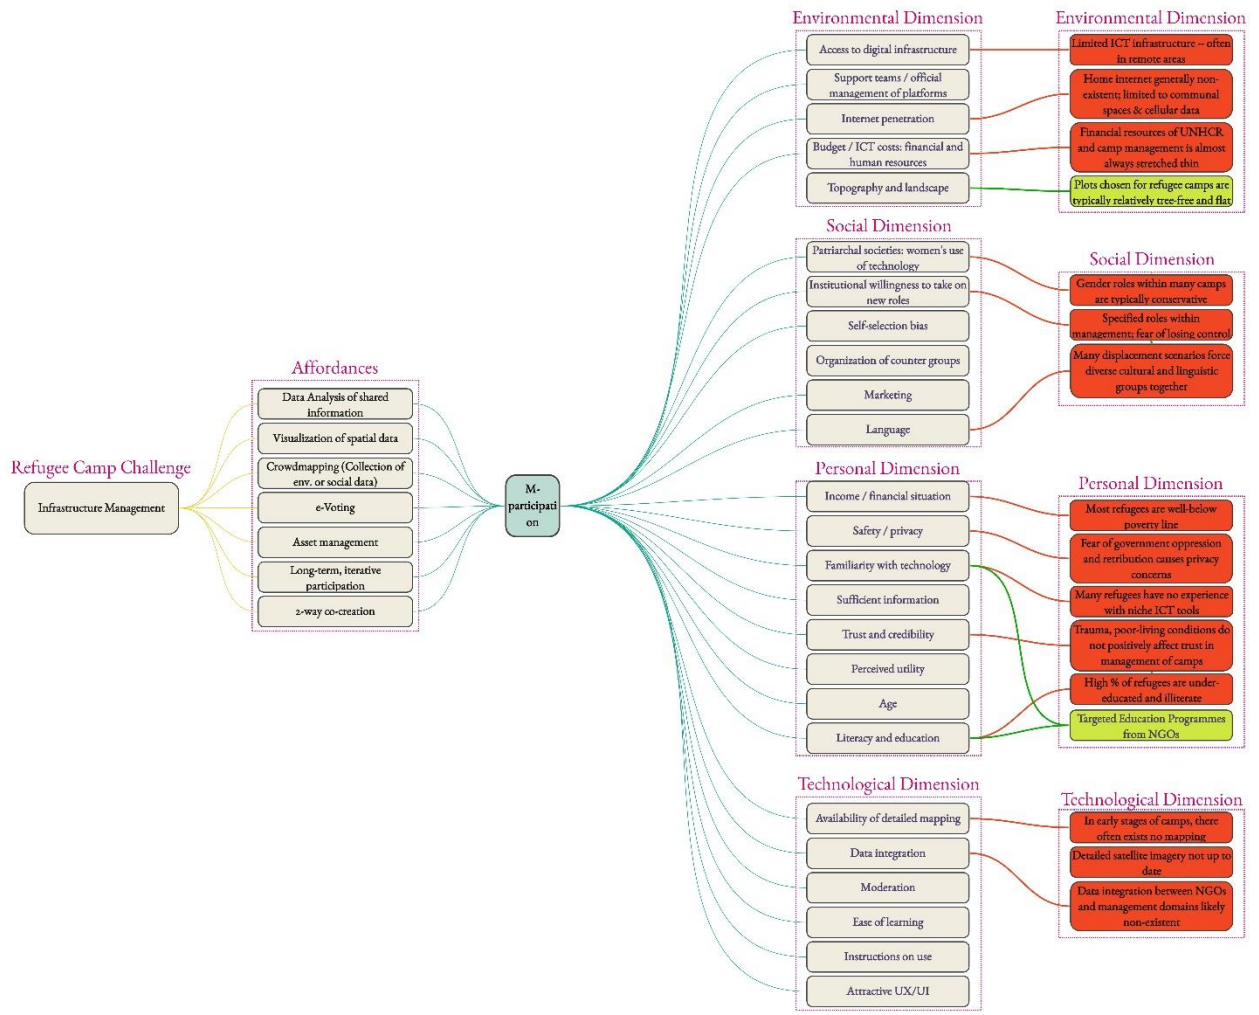 Refugee Camp Challenge
Infrastructure Management
Affordances
Data Analysis of shared
information
Visualization of spatial data
Crowdmapping (Collection of
env. or social data)
e-Voting
Asset management
Long-term, iterative
participation
2-way co-creation
M-
participati
on
Environmental Dimension
Access to digital infrastructure
Support teams / official
management of platforms
Internet penetration
Budget / ICT costs: financial and
human resources
Topography and landscape
Social Dimension
Patriarchal societies: women's use
of technology
Institutional willingness to take on
new roles
Self-selection bias
Organization of counter groups
Marketing
Language
Personal Dimension
Income / financial situation
Safety / privacy
Familiarity with technology
Sufficient information
Trust and credibility
Perceived utility
Age
Literacy and education
Technological Dimension
Availability of detailed mapping
Data integration
Moderation
Ease of learning
Instructions on use
Attractive UX/UI
Environmental Dimension
Limited ICT infrastructure – often
in remote areas
Home internet generally non-
existent; limited to communal
spaces & cellular data
Financial resources of UNHCR
and camp management is almost
always stretched thin
Plots chosen for refugee camps are
typically relatively tree-free and flat
Social Dimension
Gender roles within many camps
are typically conservative
Specified roles within
management; fear of losing control
Many displacement scenarios force
diverse cultural and linguistic
groups together
Personal Dimension
Most refugees are well-below
poverty line
Fear of government oppression
and retribution causes privacy
concerns
Many refugees have no experience
with niche ICT tools
Trauma, poor-living conditions do
not positively affect trust in
management of camps
High % of refugees are under-
educated and illiterate
Targeted Education Programmes
from NGOs
Technological Dimension
In early stages of camps, there
often exists no mapping
Detailed satellite imagery not up to
date
Data integration between NGOs
and management domains likely
non-existent